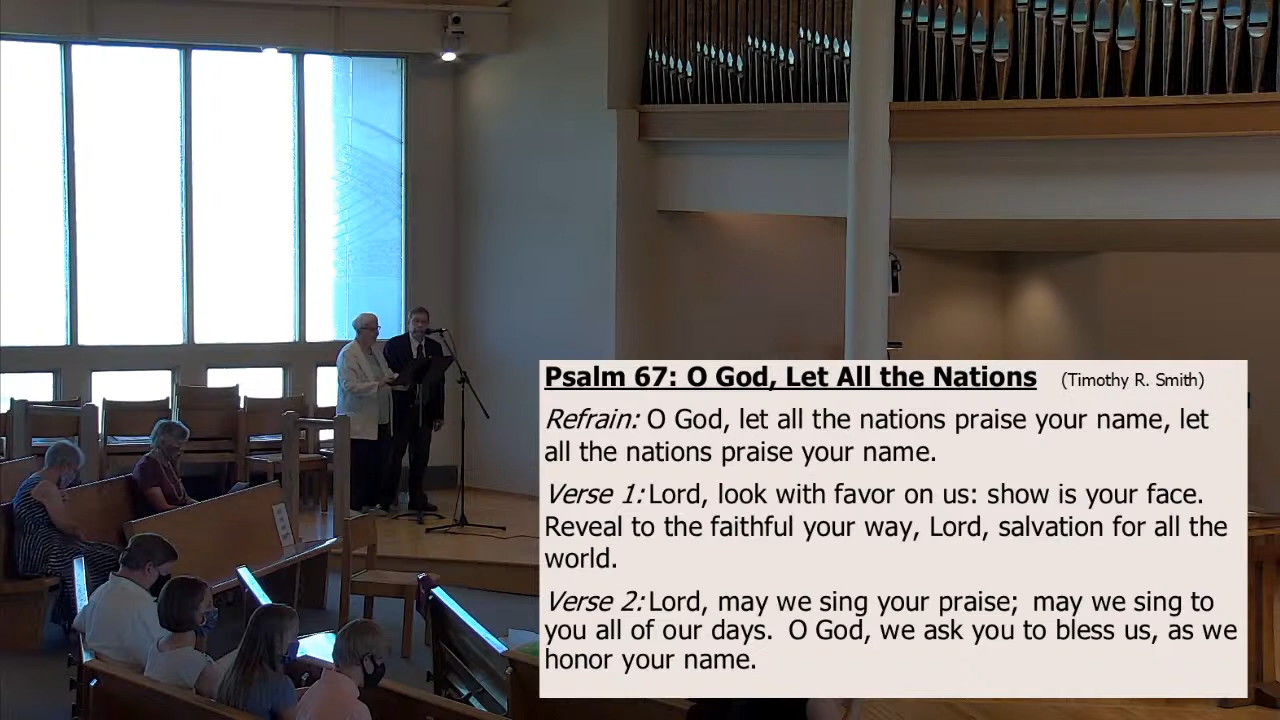 Psalm 67: O God, Let All the Nations (Timothy R. Smith)
Refrain: O God, let all the nations praise your name, let
all the nations praise your name.
Verse 1: Lord, look with favor on us: show is your face.
Reveal to the faithful your way, Lord, salvation for all the
world.
Verse 2: Lord, may we sing your praise; may we sing to
you all of our days. O God, we ask you to bless us, as we
honor your name.